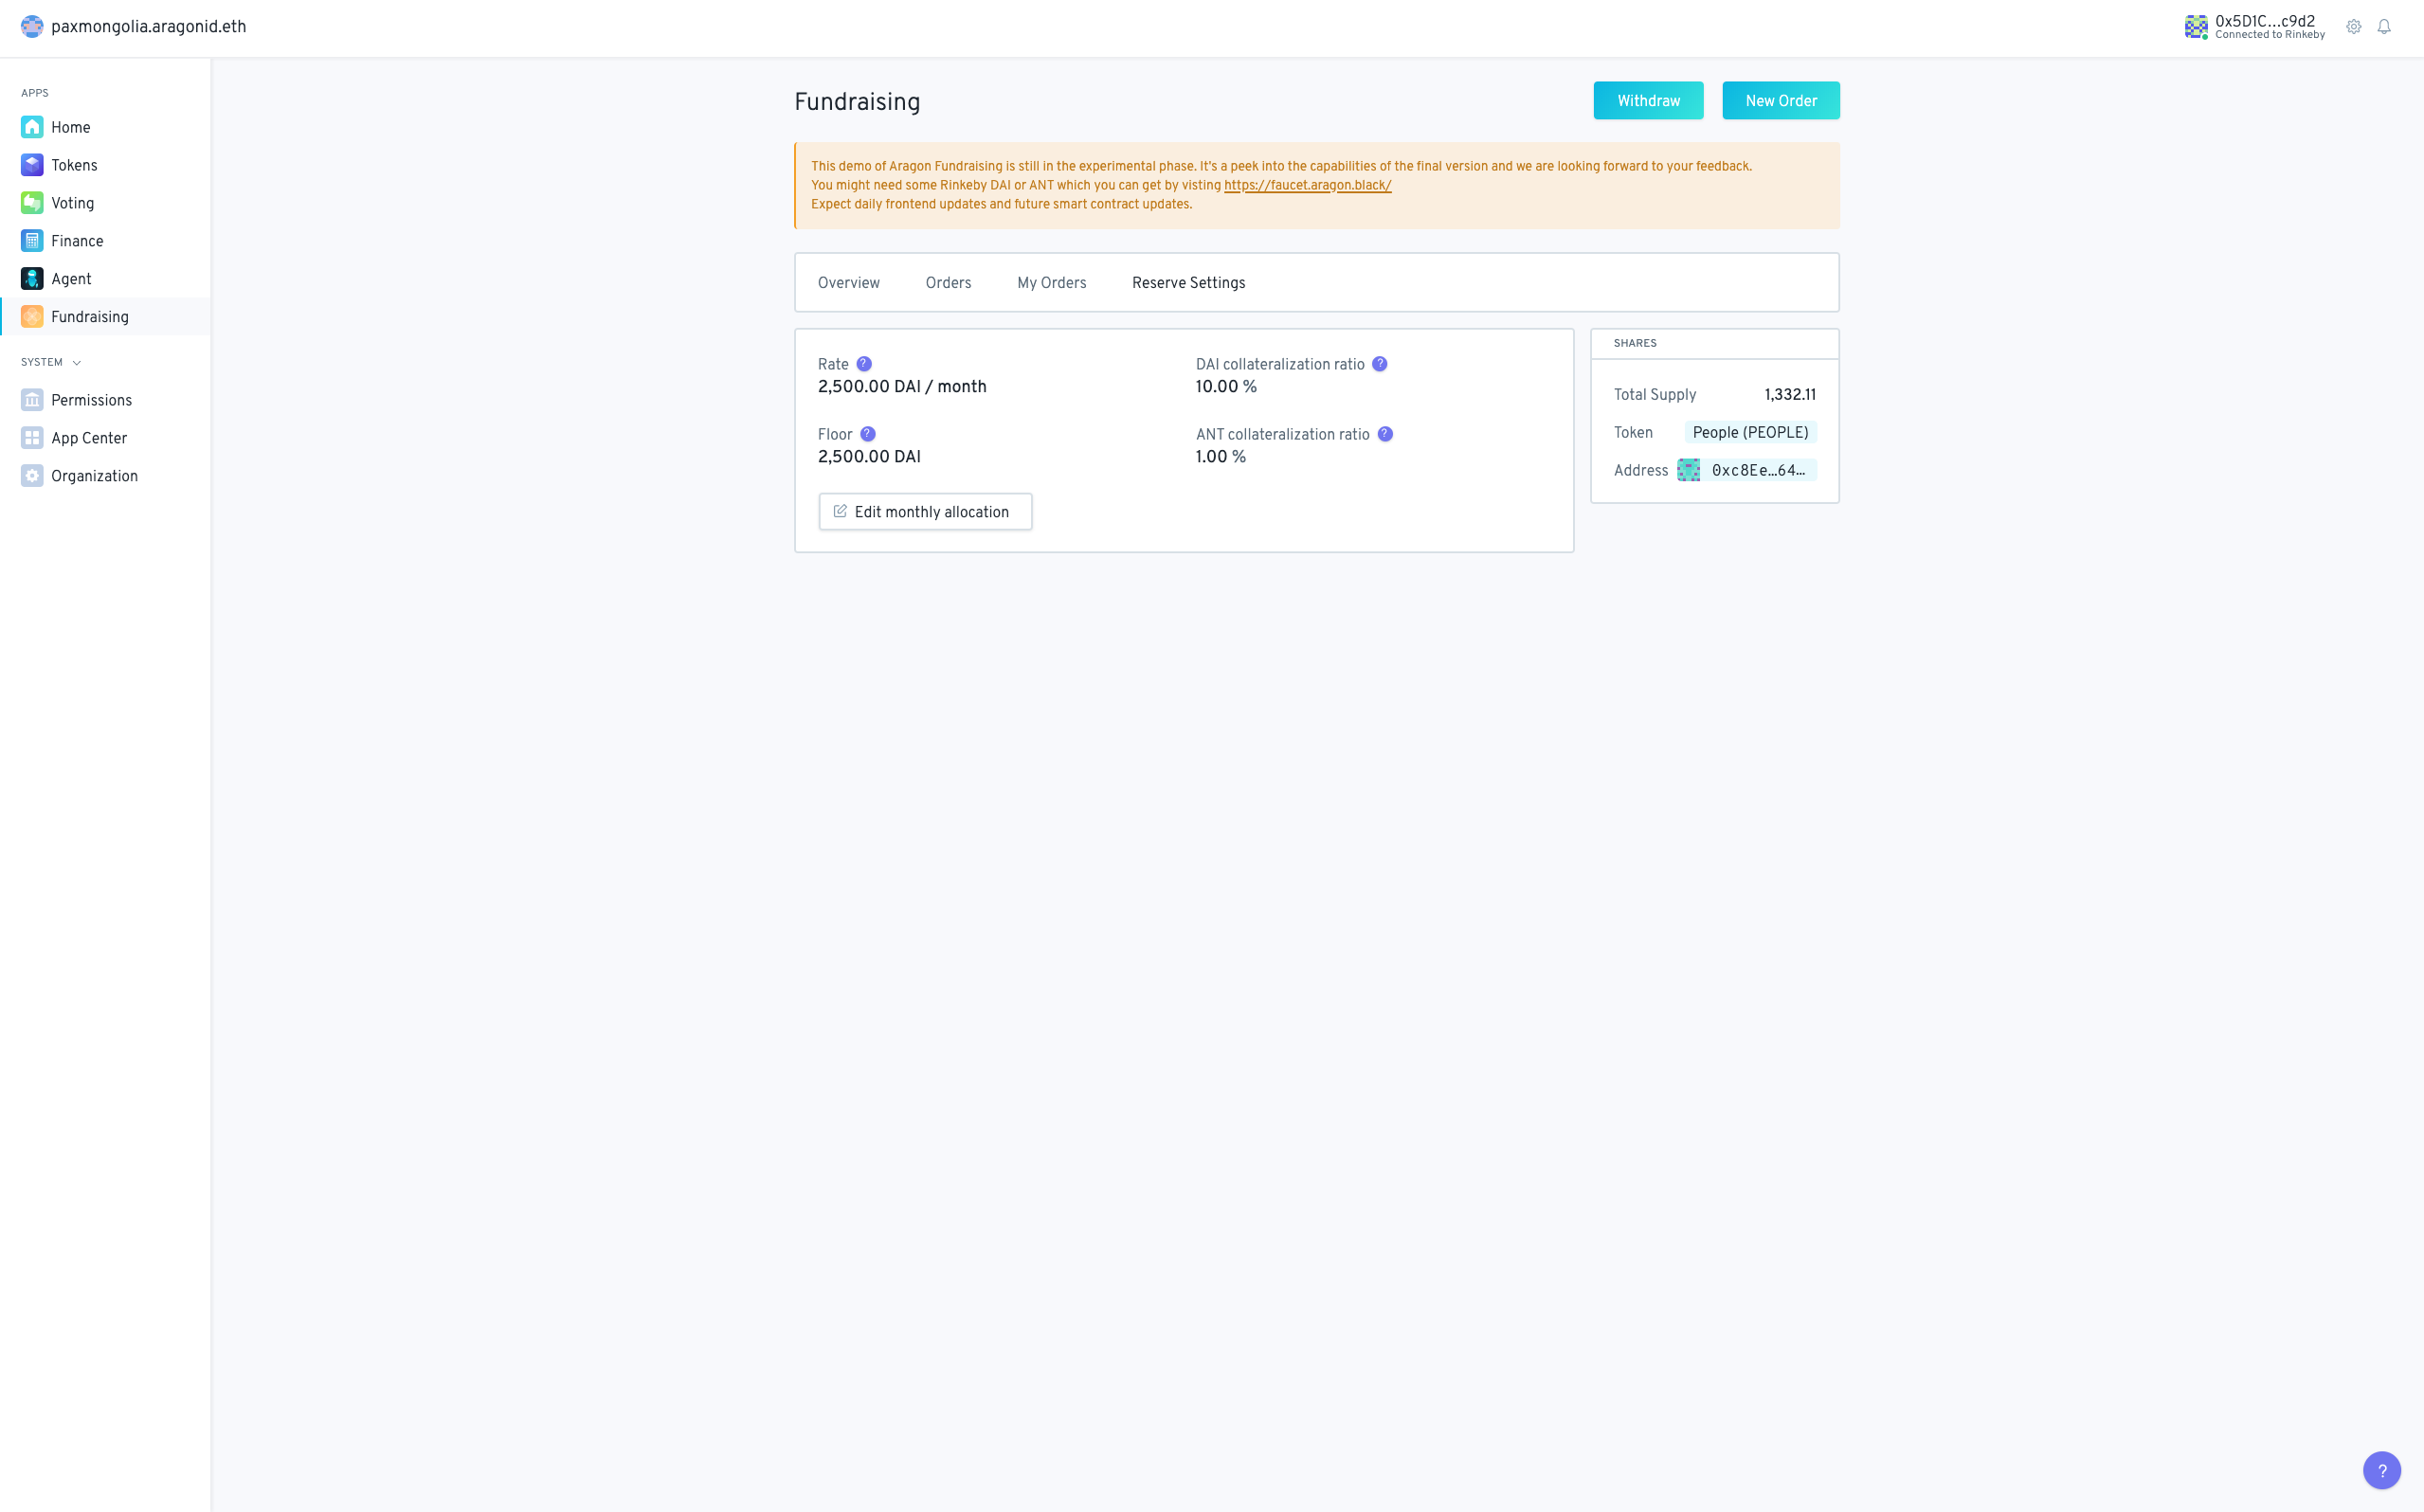 paxmongolia.aragonid.eth
0x5D1C…c9d2
Connected to Rinkeby
APPS
Home
Tokens
Voting
Finance
Agent
Fundraising
SYSTEM
Permissions
App Center
Organization
Fundraising
Withdraw
New Order
This demo of Aragon Fundraising is still in the experimental phase. It's a peek into the capabilities of the final version and we are looking forward to your feedback.
You might need some Rinkeby DAI or ANT which you can get by visting https://faucet.aragon.black/
Expect daily frontend updates and future smart contract updates.
Overview
Orders
My Orders
Reserve Settings
Rate ?
2,500.00 DAI / month
DAI collateralization ratio ?
10.00 %
Floor ?
2,500.00 DAI
ANT collateralization ratio ?
1.00 %
Edit monthly allocation
SHARES
Total Supply 1,332.11
Token People (PEOPLE)
Address 0xc8Ee…64…
?